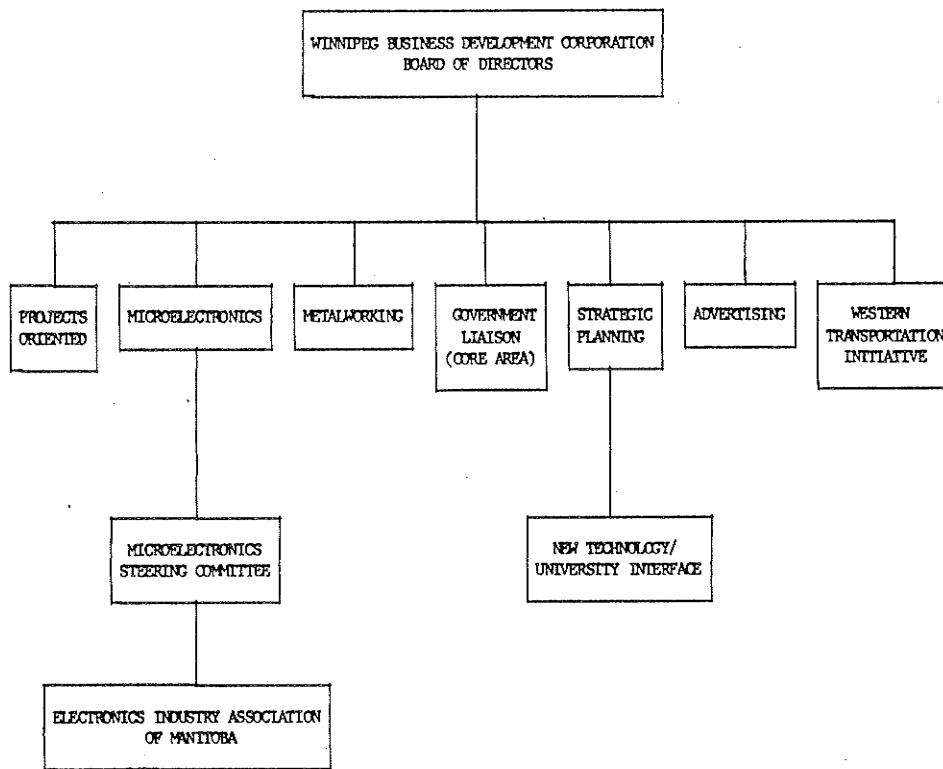 WINNIPEG BUSINESS DEVELOPMENT CORPORATION
BOARD OF DIRECTORS
PROJECTS
ORIENTED
MICROELECTRONICS
METALWORKING
GOVERNMENT
LIAISON
(CORE AREA)
STRATEGIC
PLANNING
ADVERTISING
WESTERN
TRANSPORTATION
INITIATIVE
MICROELECTRONICS
STEERING COMMITTEE
NEW TECHNOLOGY/
UNIVERSITY INTERFACE
ELECTRONICS INDUSTRY ASSOCIATION
OF MANITOBA